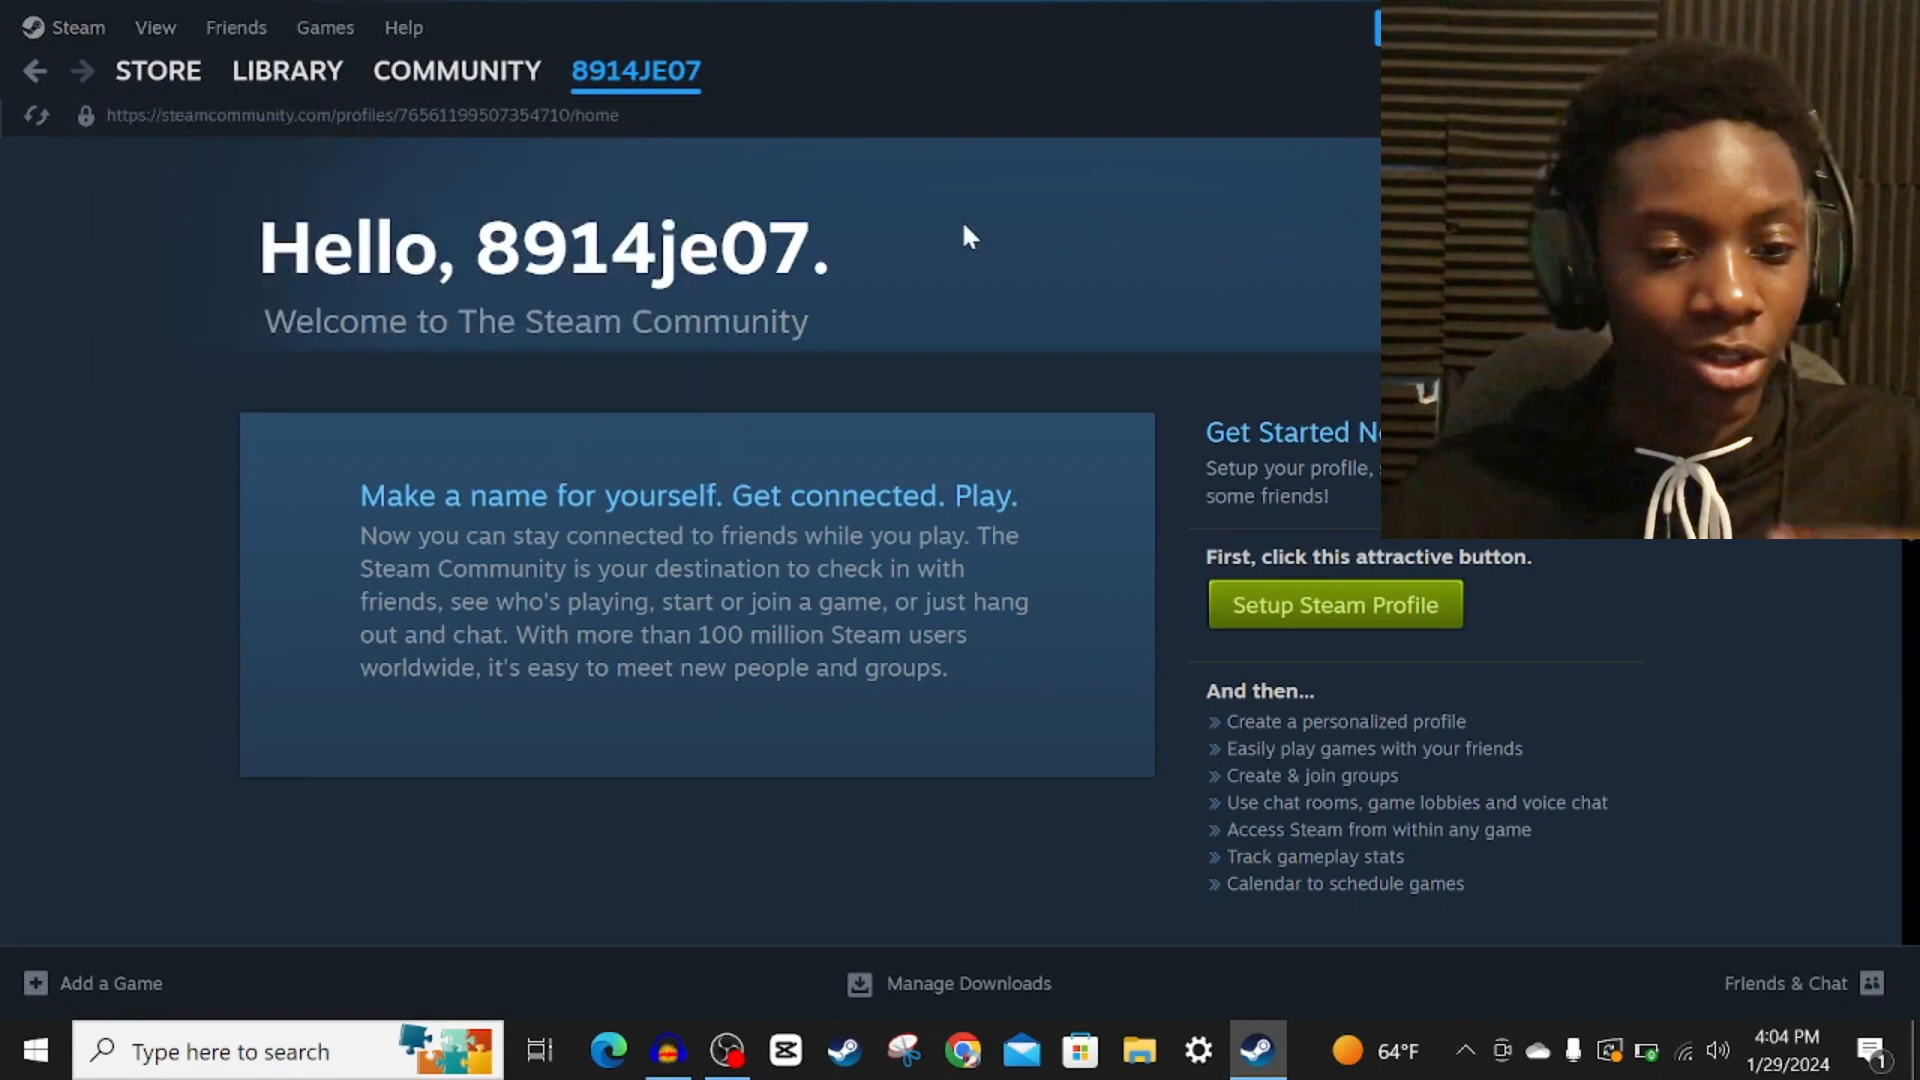 Steam View Friends Games Help
STORE LIBRARY COMMUNITY 8914JE07
https://steamcommunity.com/profiles/76561199507354710/home
Hello, 8914je07.
Welcome to The Steam Community
Make a name for yourself. Get connected. Play.
Now you can stay connected to friends while you play. The
Steam Community is your destination to check in with
friends, see who's playing, start or join a game, or just hang
out and chat. With more than 100 million Steam users
worldwide, it's easy to meet new people and groups.
Get Started
Setup your profile,
some friends!
First, click this attractive button.
Setup Steam Profile
And then...
» Create a personalized profile
» Easily play games with your friends
» Create & join groups
» Use chat rooms, game lobbies and voice chat
» Access Steam from within any game
» Track gameplay stats
» Calendar to schedule games
Add a Game
Manage Downloads
Friends & Chat
Type here to search
64°F
4:04 PM
1/29/2024
1